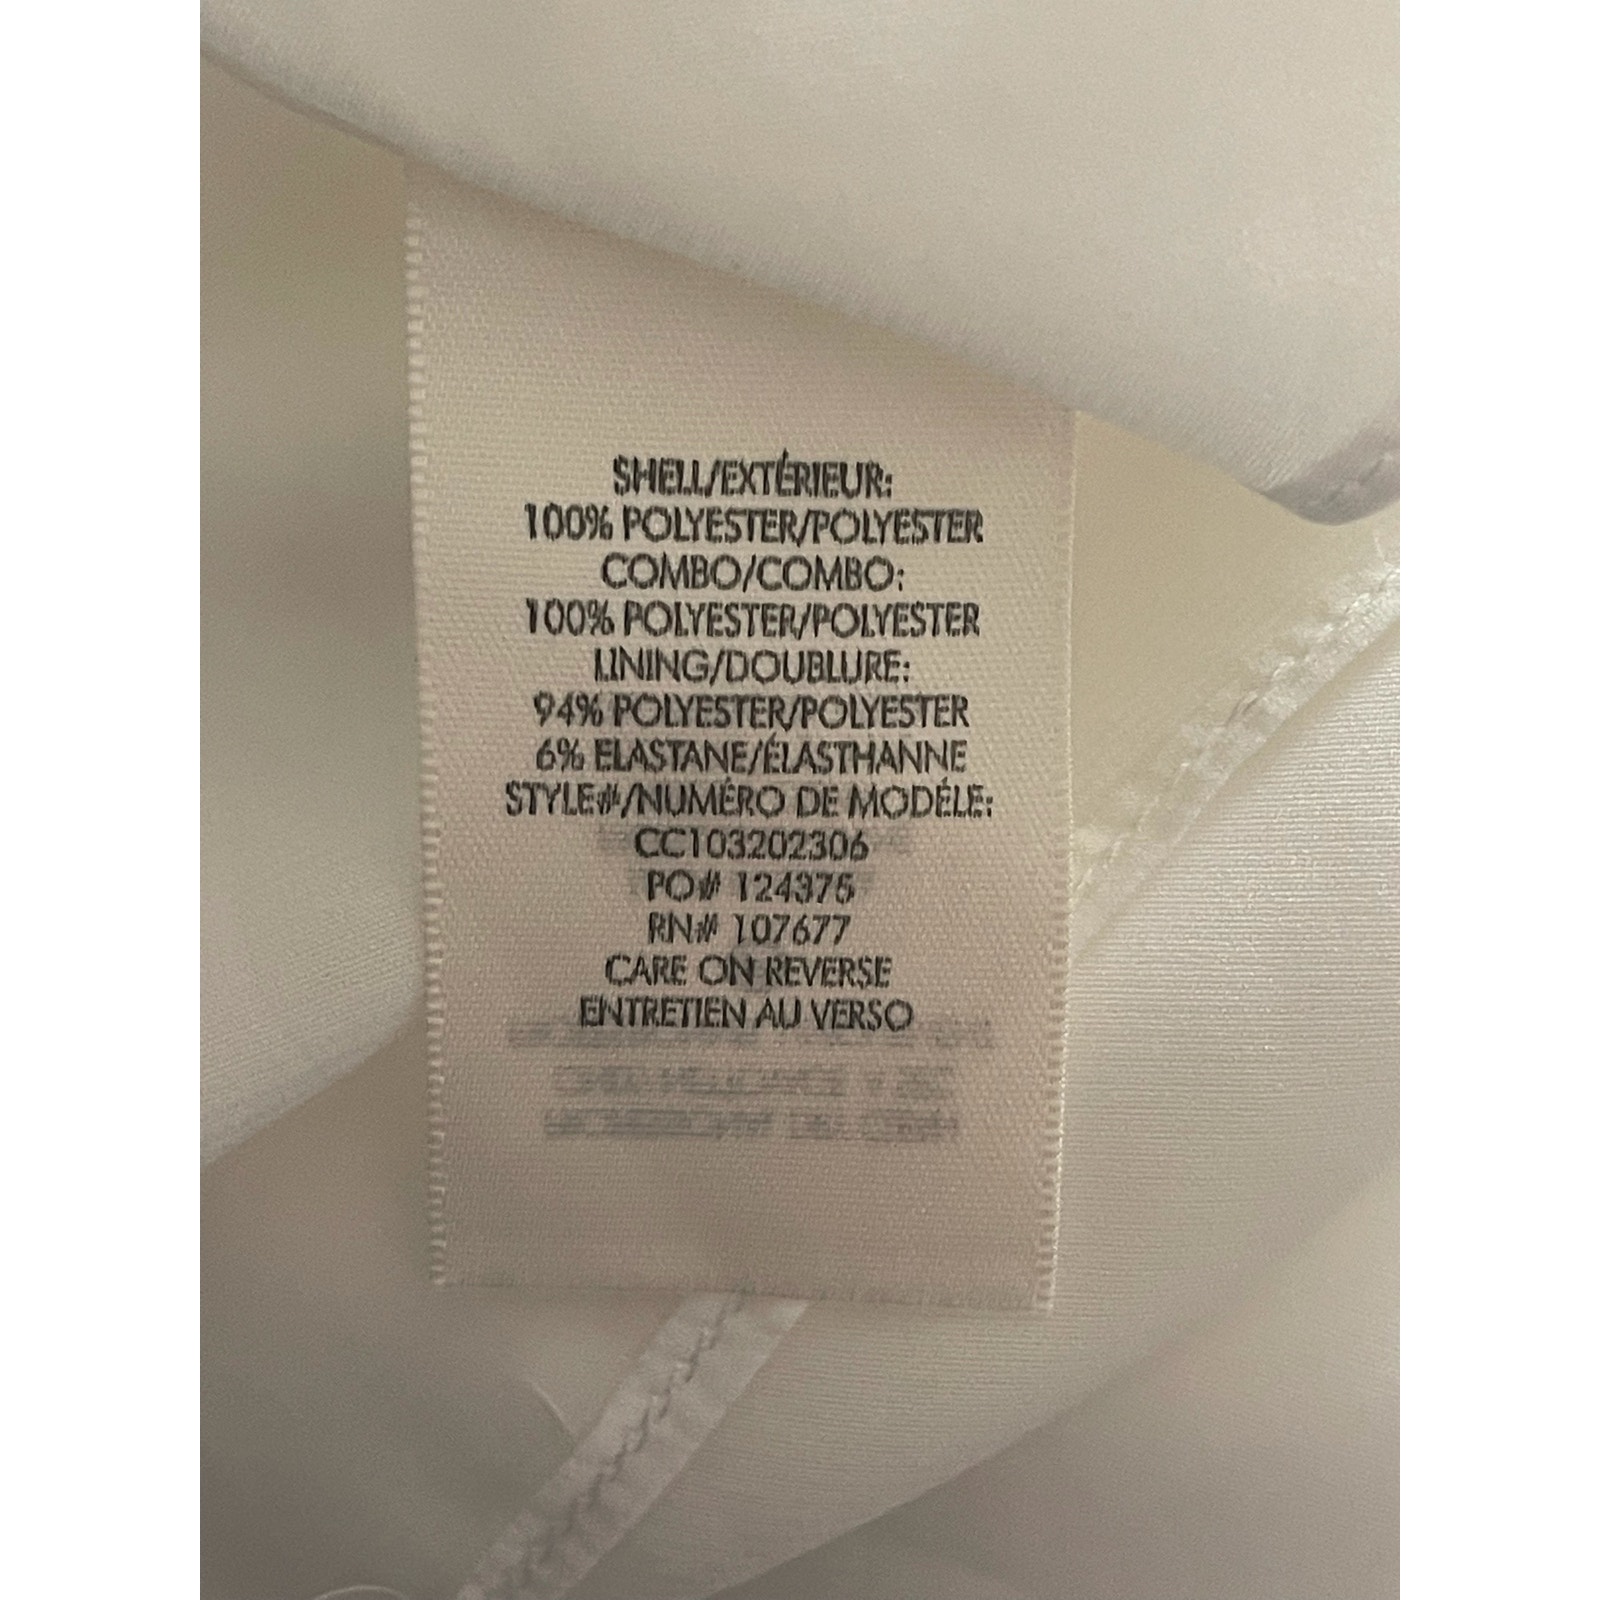 SHELL/EXTÉRIEUR:
100% POLYESTER/POLYESTER
COMBO/COMBO:
100% POLYESTER/POLYESTER
LINING/DOUBLURE:
94% POLYESTER/POLYESTER
6% ELASTANE/ÉLASTHANNE
STYLE#/NUMÉRO DE MODÉLE:
CC103202306
PO# 124375
RN# 107677
CARE ON REVERSE
ENTRETIEN AU VERSO